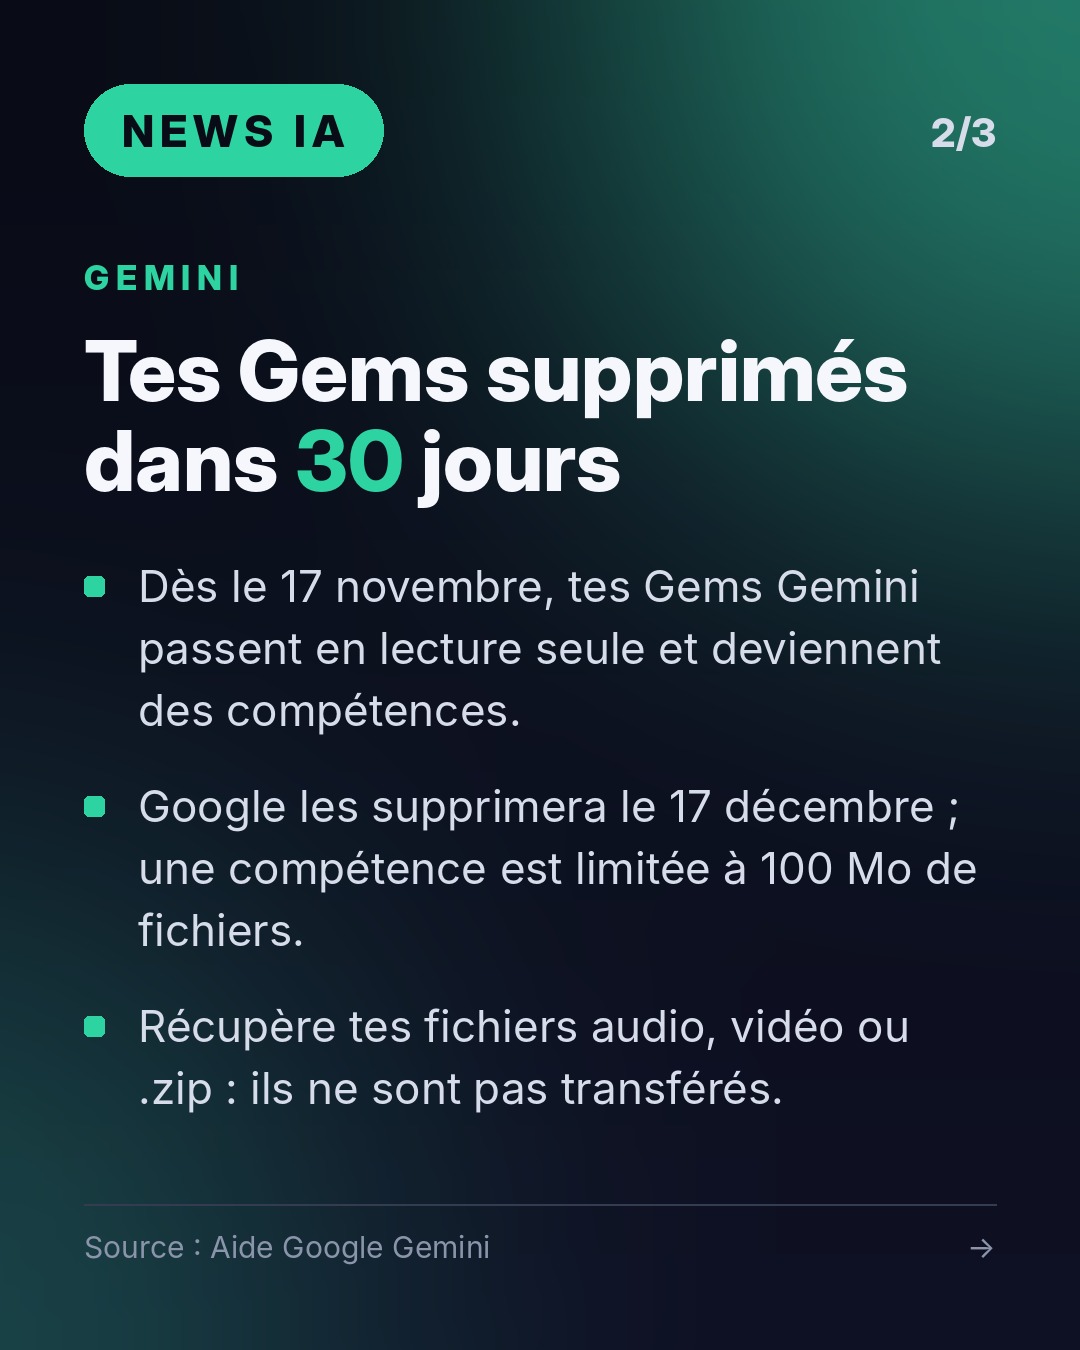 NEWS IA
2/3
GEMINI
Tes Gems supprimés
dans 30 jours
Dès le 17 novembre, tes Gems Gemini
passent en lecture seule et deviennent
des compétences.
Google les supprimera le 17 décembre ;
une compétence est limitée à 100 Mo de
fichiers.
Récupère tes fichiers audio, vidéo ou
.zip : ils ne sont pas transférés.
Source : Aide Google Gemini
→